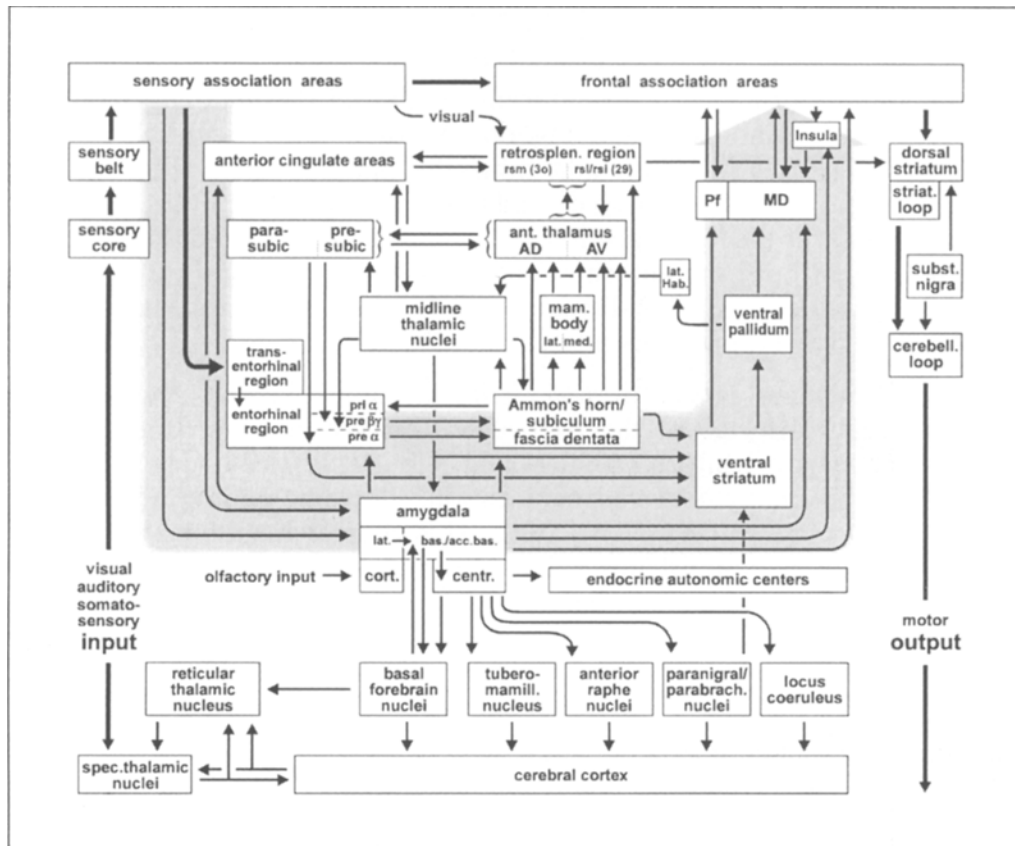 sensory association areas
frontal association areas
visual
Insula
sensory
belt
anterior cingulate areas
retrosplen. region
rsm (3o) rsl/rsi (29)
dorsal
striatum
striat.
loop
Pf MD
sensory
core
para-
subic
pre-
subic
ant. thalamus
AD AV
lat.
Hab.
subst.
nigra
midline
thalamic
nuclei
mam.
body
lat. med.
ventral
pallidum
cerebell.
loop
trans-
entorhinal
region
entorhinal
region
pri α
pre βγ
pre α
Ammon's horn/
subiculum
fascia dentata
ventral
striatum
amygdala
lat. bas./acc.bas.
olfactory input
cort. centr.
endocrine autonomic centers
visual
auditory
somato-
sensory
input
motor
output
reticular
thalamic
nucleus
basal
forebrain
nuclei
tubero-
mamill.
nucleus
anterior
raphe
nuclei
paranigral/
parabrach.
nuclei
locus
coeruleus
spec.thalamic
nuclei
cerebral cortex